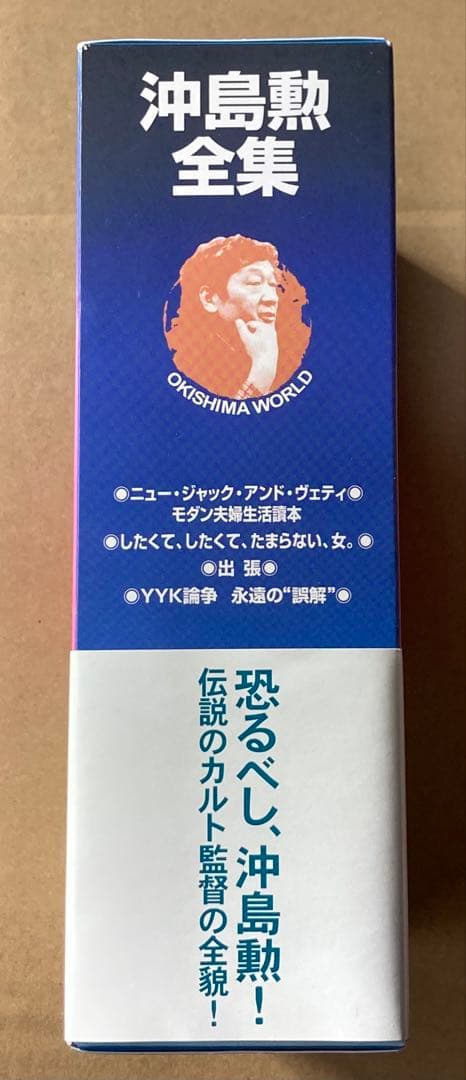 沖島勲
全集
OKISHIMA WORLD
◉ニュー・ジャック・アンド・ヴェティ◉
モダン夫婦生活讀本
◉したくて、したくて、たまらない、女。◉
◉出 張◉
◉YYK論争 永遠の“誤解”◉
恐るべし、沖島勲！
伝説のカルト監督の全貌！